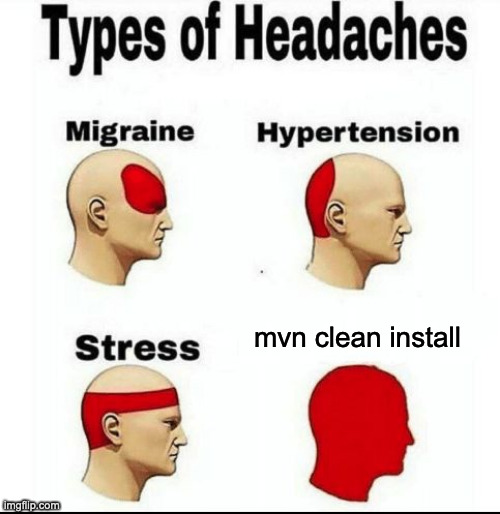 Types of Headaches
Migraine
Hypertension
Stress
mvn clean install
imgflip.com